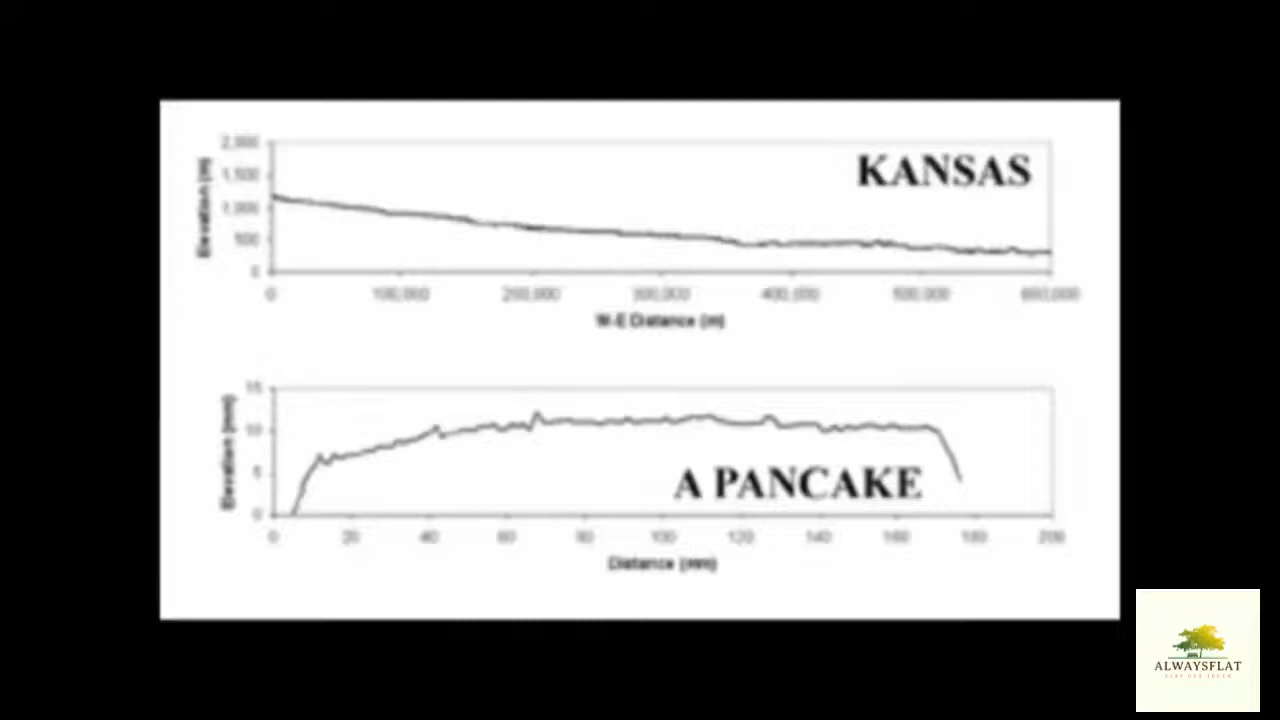 KANSAS
2,000
1,500
1,000
500
0
Elevation (m)
0 100,000 200,000 300,000 400,000 500,000 600,000
W-E Distance (m)
15
10
5
0
Elevation (mm)
A PANCAKE
0 20 40 60 80 100 120 140 160 180 200
Distance (mm)
ALWAYSFLAT